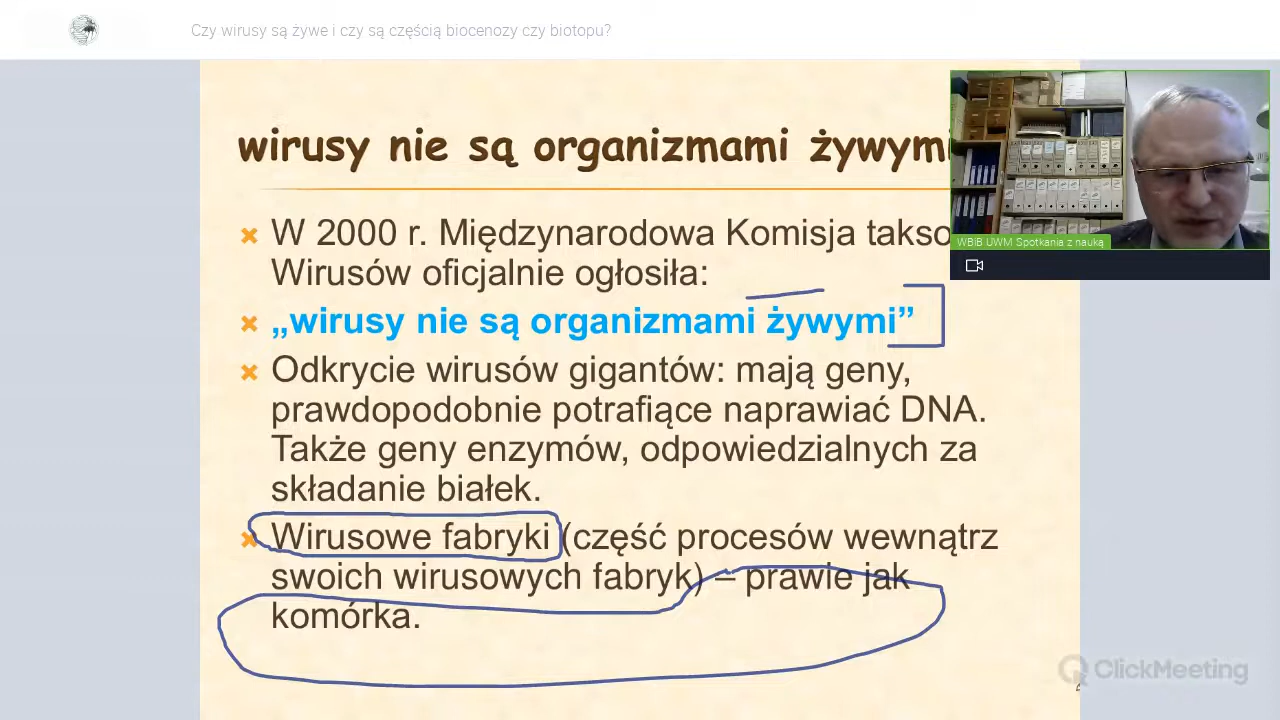 Czy wirusy są żywe i czy są częścią biocenozy czy biotopu?
wirusy nie są organizmami żywymi
W 2000 r. Międzynarodowa Komisja takso
Wirusów oficjalnie ogłosiła:
„wirusy nie są organizmami żywymi”
Odkrycie wirusów gigantów: mają geny,
prawdopodobnie potrafiące naprawiać DNA.
Także geny enzymów, odpowiedzialnych za
składanie białek.
Wirusowe fabryki (część procesów wewnątrz
swoich wirusowych fabryk) – prawie jak
komórka.
WBiB UWM Spotkania z nauką
ClickMeeting